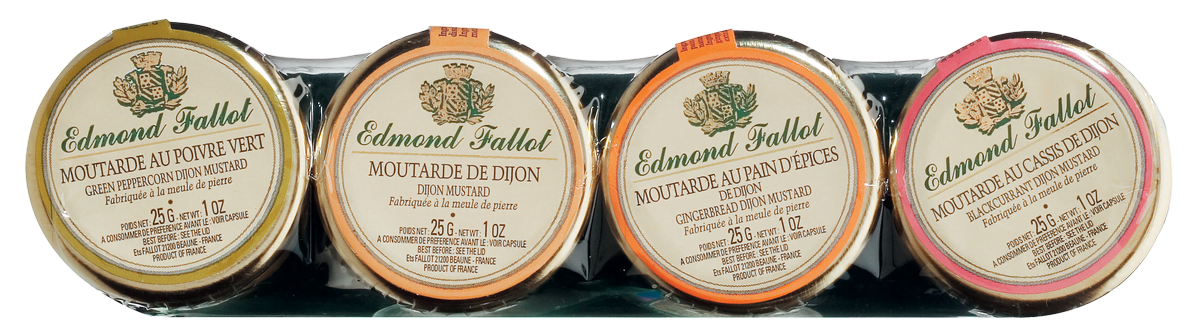 Edmond Fallot
MOUTARDE AU POIVRE VERT
GREEN PEPPERCORN DIJON MUSTARD
Fabriquée à la meule de pierre
POIDS NET : 25 G - NET WT : 1 OZ
A CONSOMMER DE PREFERENCE AVANT LE : VOIR CAPSULE
BEST BEFORE : SEE THE LID
Ets FALLOT 21200 BEAUNE - FRANCE
PRODUCT OF FRANCE
Edmond Fallot
MOUTARDE DE DIJON
DIJON MUSTARD
Fabriquée à la meule de pierre
POIDS NET : 25 G - NET WT : 1 OZ
A CONSOMMER DE PREFERENCE AVANT LE : VOIR CAPSULE
BEST BEFORE : SEE THE LID
Ets FALLOT 21200 BEAUNE - FRANCE
PRODUCT OF FRANCE
Edmond Fallot
MOUTARDE AU PAIN D'ÉPICES
DE DIJON
GINGERBREAD DIJON MUSTARD
Fabriquée à la meule de pierre
POIDS NET : 25 G - NET WT : 1 OZ
A CONSOMMER DE PREFERENCE AVANT LE : VOIR CAPSULE
BEST BEFORE : SEE THE LID
Ets FALLOT 21200 BEAUNE - FRANCE
PRODUCT OF FRANCE
Edmond Fallot
MOUTARDE AU CASSIS DE DIJON
BLACKCURRANT DIJON MUSTARD
Fabriquée à la meule de pierre
POIDS NET : 25 G - NET WT : 1 OZ
A CONSOMMER DE PREFERENCE AVANT LE : VOIR CAPSULE
BEST BEFORE : SEE THE LID
Ets FALLOT 21200 BEAUNE - FRANCE
PRODUCT OF FRANCE